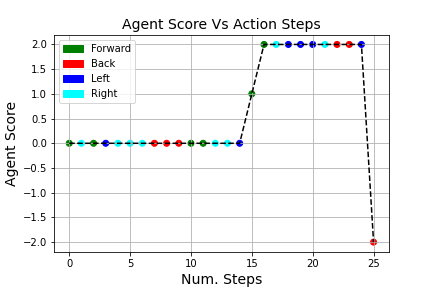 Agent Score Vs Action Steps
Agent Score
2.0
1.5
1.0
0.5
0.0
−0.5
−1.0
−1.5
−2.0
Forward
Back
Left
Right
0 5 10 15 20 25
Num. Steps